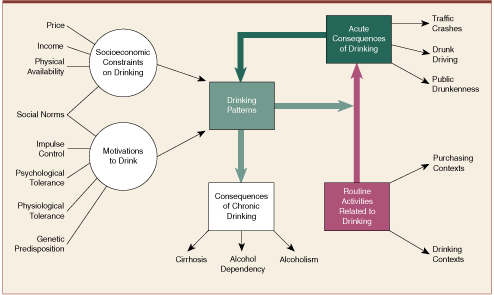 Price
Income
Physical
Availability
Social Norms
Impulse
Control
Psychological
Tolerance
Physiological
Tolerance
Genetic
Predisposition
Socioeconomic
Constraints
on Drinking
Motivations
to Drink
Drinking
Patterns
Consequences
of Chronic
Drinking
Cirrhosis
Alcohol
Dependency
Alcoholism
Acute
Consequences
of Drinking
Routine
Activities
Related to
Drinking
Traffic
Crashes
Drunk
Driving
Public
Drunkenness
Purchasing
Contexts
Drinking
Contexts